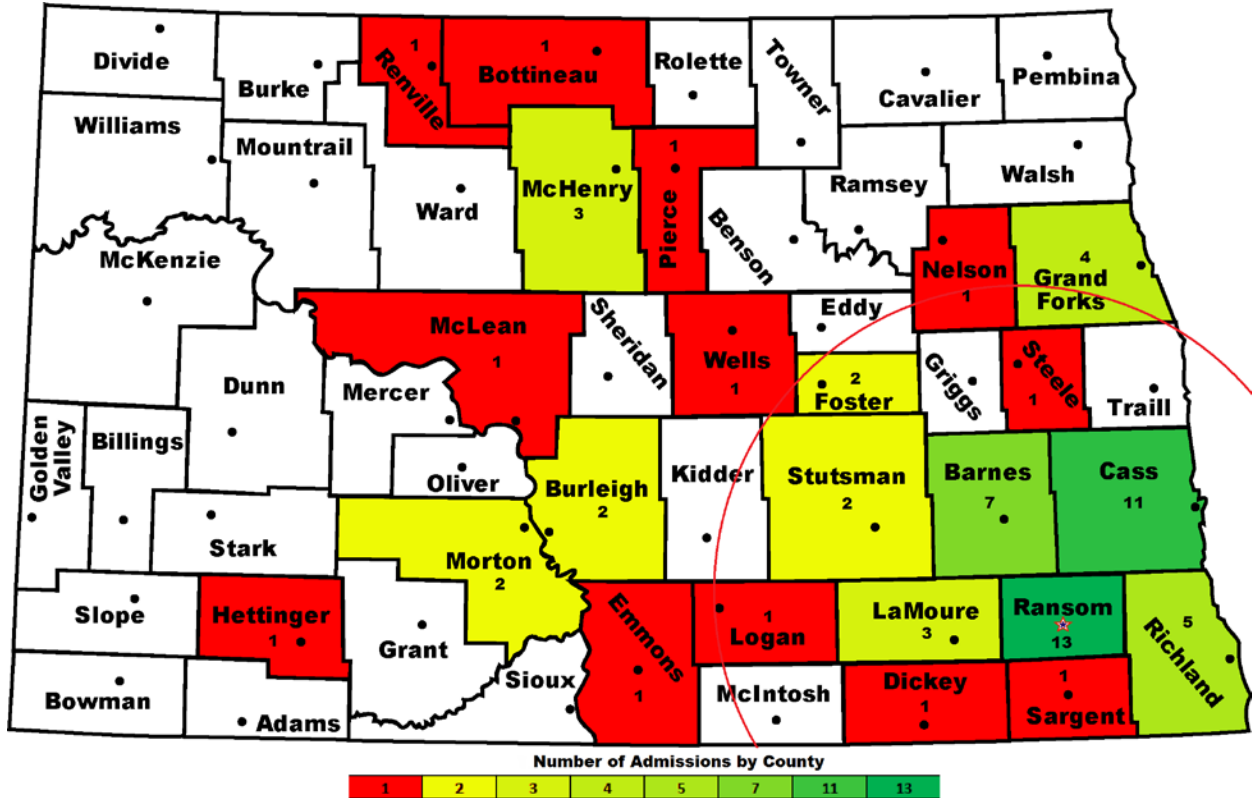 Divide
Burke
Renville
1
Bottineau
1
Rolette
Towner
Cavalier
Pembina
Williams
Mountrail
Ward
McHenry
3
Pierce
1
Benson
Ramsey
Walsh
McKenzie
Nelson
1
4
Grand
Forks
McLean
1
Sheridan
Wells
1
Eddy
2
Foster
Griggs
Steele
1
Traill
Dunn
Mercer
Oliver
Golden
Valley
Billings
Stark
Burleigh
2
Kidder
Stutsman
2
Barnes
7
Cass
11
Morton
2
Slope
Hettinger
1
Grant
Emmons
1
1
Logan
LaMoure
3
Ransom
13
5
Richland
Bowman
Adams
Sioux
McIntosh
Dickey
1
1
Sargent
Number of Admissions by County
1 2 3 4 5 7 11 13